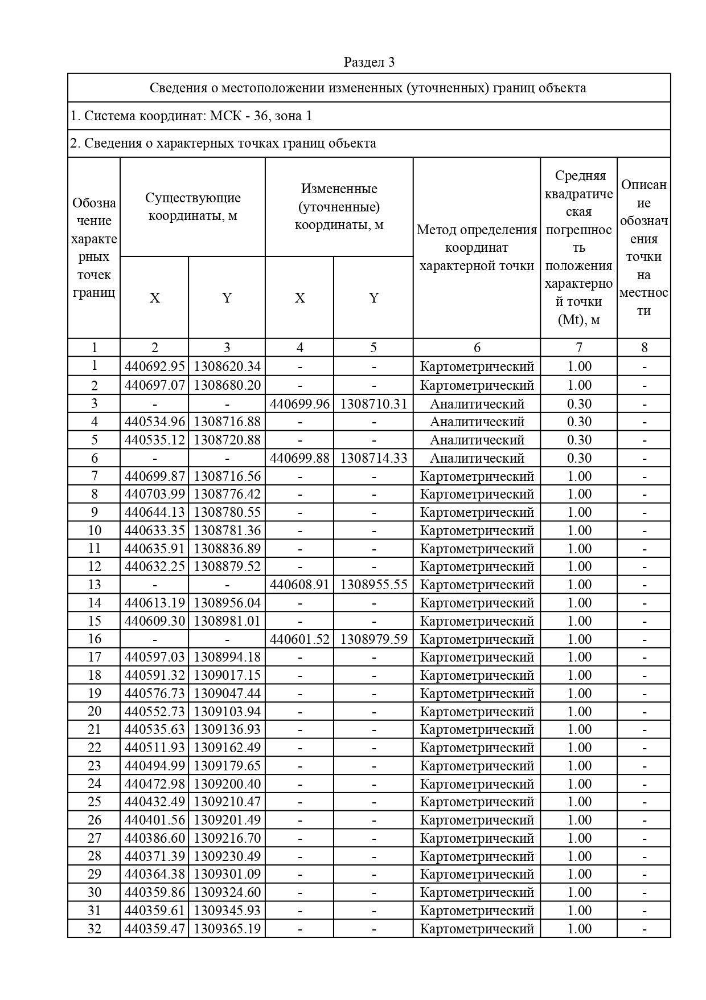 Раздел 3
Сведения о местоположении измененных (уточненных) границ объекта
1. Система координат: МСК - 36, зона 1
2. Сведения о характерных точках границ объекта
Обозна
чение
характе
рных
точек
границ
Существующие
координаты, м
Измененные
(уточненные)
координаты, м
Метод определения
координат
характерной точки
Средняя
квадратиче
ская
погрешнос
ть
положения
характерно
й точки
(Mt), м
Описан
ие
обознач
ения
точки
на
местнос
ти
X Y X Y
1 2 3 4 5 6 7 8
1 440692.95 1308620.34 - - Картометрический 1.00 -
2 440697.07 1308680.20 - - Картометрический 1.00 -
3 - - 440699.96 1308710.31 Аналитический 0.30 -
4 440534.96 1308716.88 - - Аналитический 0.30 -
5 440535.12 1308720.88 - - Аналитический 0.30 -
6 - - 440699.88 1308714.33 Аналитический 0.30 -
7 440699.87 1308716.56 - - Картометрический 1.00 -
8 440703.99 1308776.42 - - Картометрический 1.00 -
9 440644.13 1308780.55 - - Картометрический 1.00 -
10 440633.35 1308781.36 - - Картометрический 1.00 -
11 440635.91 1308836.89 - - Картометрический 1.00 -
12 440632.25 1308879.52 - - Картометрический 1.00 -
13 - - 440608.91 1308955.55 Картометрический 1.00 -
14 440613.19 1308956.04 - - Картометрический 1.00 -
15 440609.30 1308981.01 - - Картометрический 1.00 -
16 - - 440601.52 1308979.59 Картометрический 1.00 -
17 440597.03 1308994.18 - - Картометрический 1.00 -
18 440591.32 1309017.15 - - Картометрический 1.00 -
19 440576.73 1309047.44 - - Картометрический 1.00 -
20 440552.73 1309103.94 - - Картометрический 1.00 -
21 440535.63 1309136.93 - - Картометрический 1.00 -
22 440511.93 1309162.49 - - Картометрический 1.00 -
23 440494.99 1309179.65 - - Картометрический 1.00 -
24 440472.98 1309200.40 - - Картометрический 1.00 -
25 440432.49 1309210.47 - - Картометрический 1.00 -
26 440401.56 1309201.49 - - Картометрический 1.00 -
27 440386.60 1309216.70 - - Картометрический 1.00 -
28 440371.39 1309230.49 - - Картометрический 1.00 -
29 440364.38 1309301.09 - - Картометрический 1.00 -
30 440359.86 1309324.60 - - Картометрический 1.00 -
31 440359.61 1309345.93 - - Картометрический 1.00 -
32 440359.47 1309365.19 - - Картометрический 1.00 -